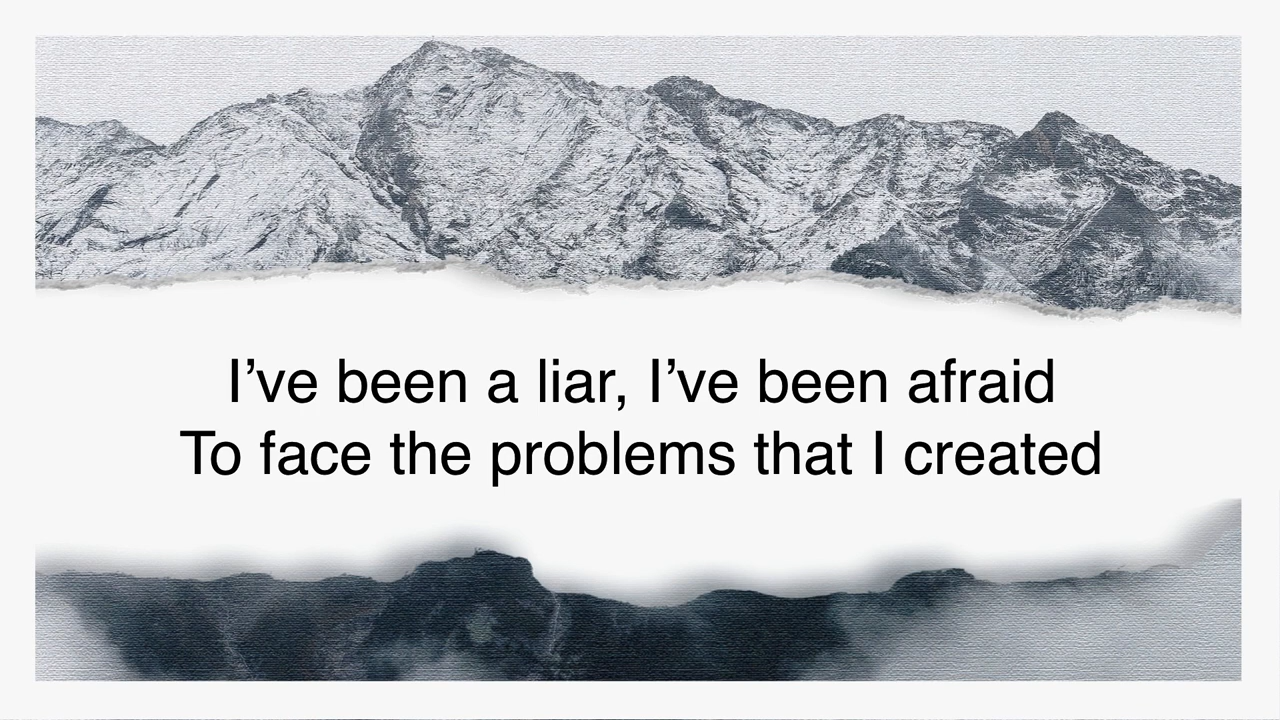 I’ve been a liar, I’ve been afraid
To face the problems that I created